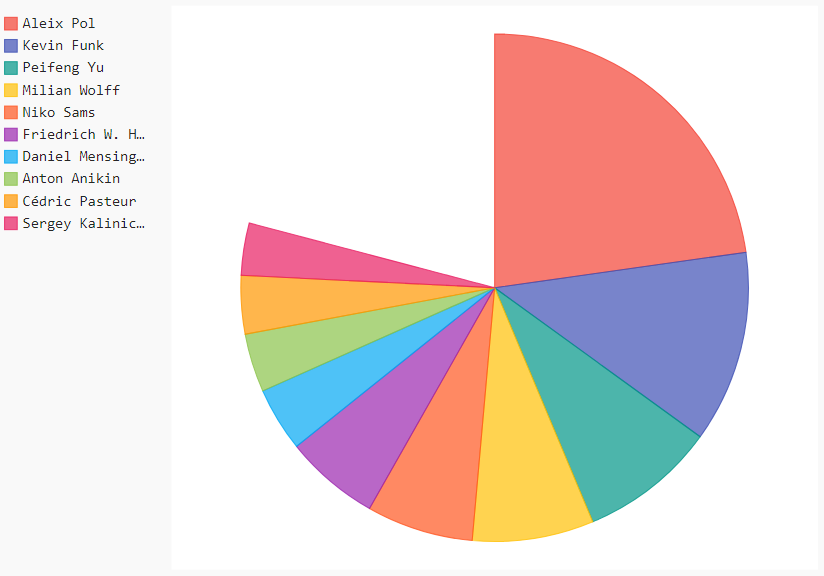 Aleix Pol
Kevin Funk
Peifeng Yu
Milian Wolff
Niko Sams
Friedrich W. H…
Daniel Mensing…
Anton Anikin
Cédric Pasteur
Sergey Kalinic…